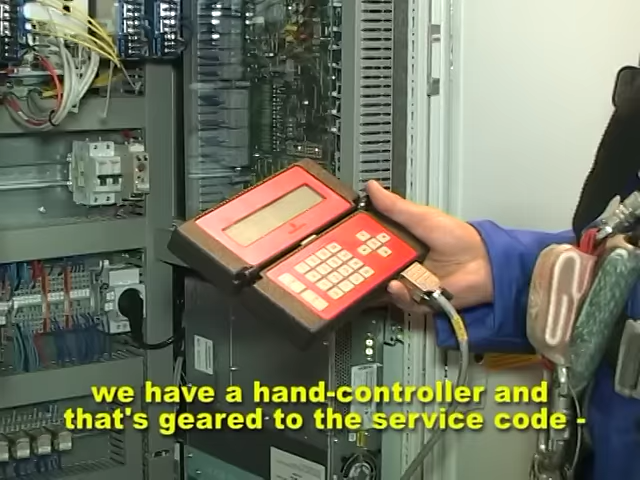 we have a hand-controller and
that's geared to the service code -